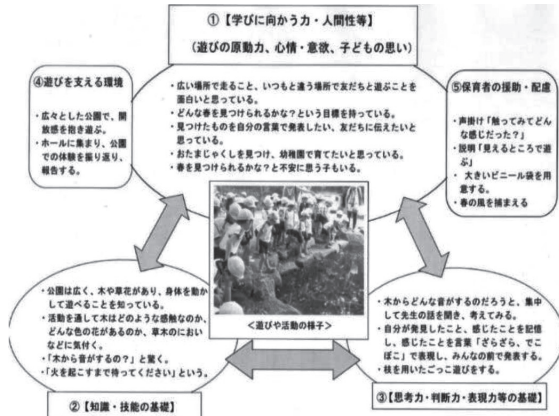 ①【学びに向かう力・人間性等】
(遊びの原動力、心情・意欲、子どもの思い)
・広い場所で走ること、いつもと違う場所で友だちと遊ぶことを
面白いと思っている。
・どんな春を見つけられるかな?という目標を持っている。
・見つけたものを自分の言葉で発表したい、友だちに伝えたいと
思っている。
・おたまじゃくしを見つけ、幼稚園で育てたいと思っている。
・春を見つけられるかな?と不安に思う子もいる。
④遊びを支える環境
・広々とした公園で、開
放感を抱き遊ぶ。
・ホールに集まり、公園
での体験を振り返り、
報告する。
⑤保育者の援助・配慮
・声掛け「触ってみてどん
な感じだった?」
・説明「見えるところで遊
ぶ」
・大きいビニール袋を用
意する。
・春の風を捕まえる
<遊びや活動の様子>
・公園は広く、木や草花があり、身体を動かし
て遊べることを知っている。
・活動を通して木はどのような感触なのか、
どんな色の花があるのか、草木のにおい
などに気付く。
・「木から音がするの?」と驚く。
・「火を起こすまで待ってください」という。
②【知識・技能の基礎】
・木からどんな音がするのだろうと、集中
して先生の話を聞き、考えてみる。
・自分が発見したこと、感じたことを記憶
し、感じたことを言葉「ざらざら、でこ
ぼこ」で表現し、みんなの前で発表する。
・枝を用いたごっこ遊びをする。
③【思考力・判断力・表現力等の基礎】